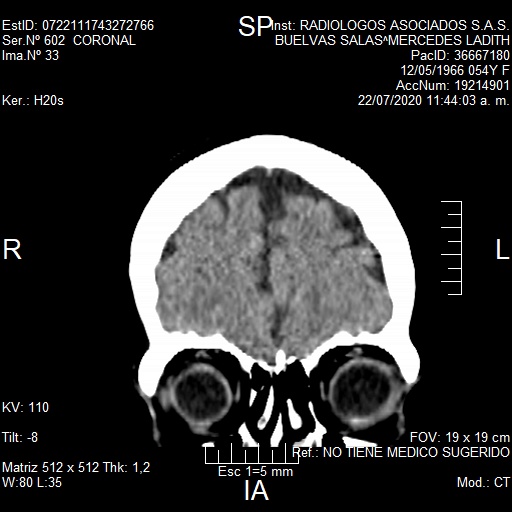 EstID: 0722111743272766
Ser.Nº 602 CORONAL
Ima.Nº 33
Ker.: H20s
SP
Inst: RADIOLOGOS ASOCIADOS S.A.S.
BUELVAS SALAS^MERCEDES LADITH
PacID: 36667180
12/05/1966 054Y F
AccNum: 19214901
22/07/2020 11:44:03 a. m.
R
L
KV: 110
Tilt: -8
Matriz 512 x 512 Thk: 1,2
W:80 L:35
Esc 1=5 mm
IA
FOV: 19 x 19 cm
Ref.: NO TIENE MEDICO SUGERIDO
Mod.: CT